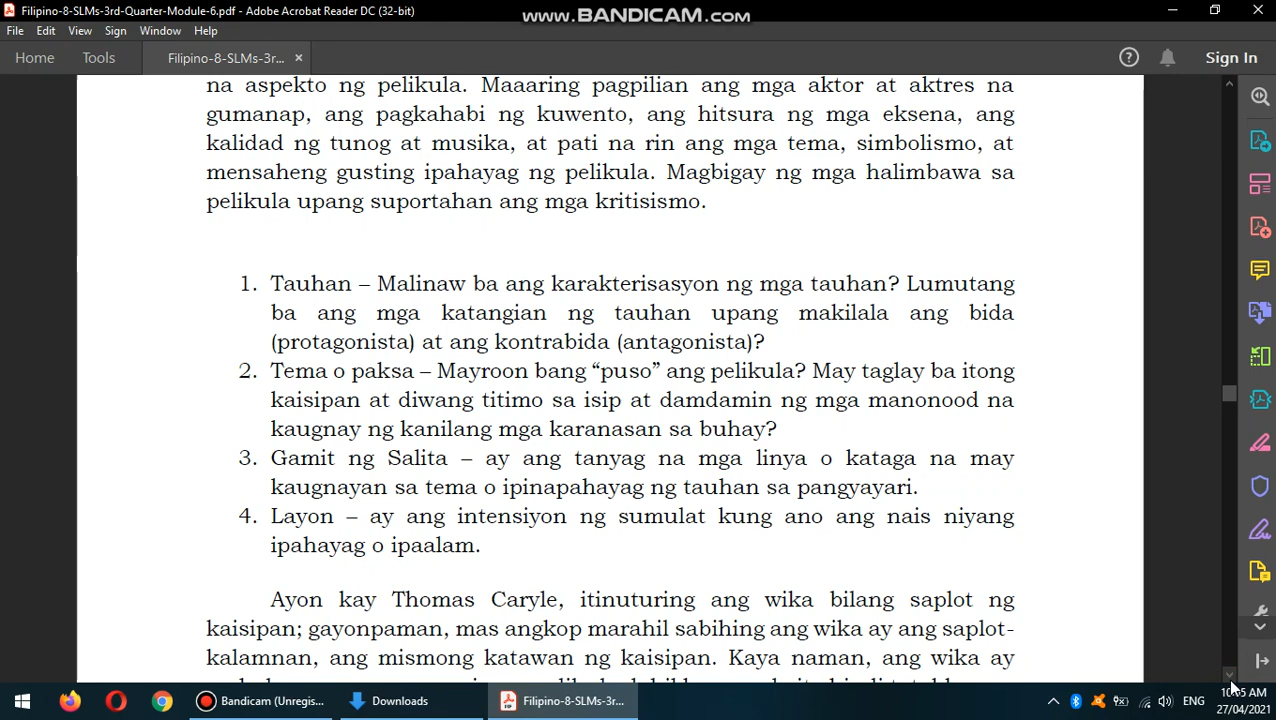 Filipino-8-SLMs-3rd-Quarter-Module-6.pdf - Adobe Acrobat Reader DC (32-bit)
www.BANDICAM.com
File Edit View Sign Window Help
Home Tools Filipino-8-SLMs-3r... × Sign In
na aspekto ng pelikula. Maaaring pagpilian ang mga aktor at aktres na
gumanap, ang pagkahabi ng kuwento, ang hitsura ng mga eksena, ang
kalidad ng tunog at musika, at pati na rin ang mga tema, simbolismo, at
mensaheng gusting ipahayag ng pelikula. Magbigay ng mga halimbawa sa
pelikula upang suportahan ang mga kritisismo.
1. Tauhan – Malinaw ba ang karakterisasyon ng mga tauhan? Lumutang
ba ang mga katangian ng tauhan upang makilala ang bida
(protagonista) at ang kontrabida (antagonista)?
2. Tema o paksa – Mayroon bang “puso” ang pelikula? May taglay ba itong
kaisipan at diwang titimo sa isip at damdamin ng mga manonood na
kaugnay ng kanilang mga karanasan sa buhay?
3. Gamit ng Salita – ay ang tanyag na mga linya o kataga na may
kaugnayan sa tema o ipinapahayag ng tauhan sa pangyayari.
4. Layon – ay ang intensiyon ng sumulat kung ano ang nais niyang
ipahayag o ipaalam.
Ayon kay Thomas Caryle, itinuturing ang wika bilang saplot ng
kaisipan; gayonpaman, mas angkop marahil sabihing ang wika ay ang saplot-
kalamnan, ang mismong katawan ng kaisipan. Kaya naman, ang wika ay
Bandicam (Unregis... Downloads Filipino-8-SLMs-3r... ENG
27/04/2021